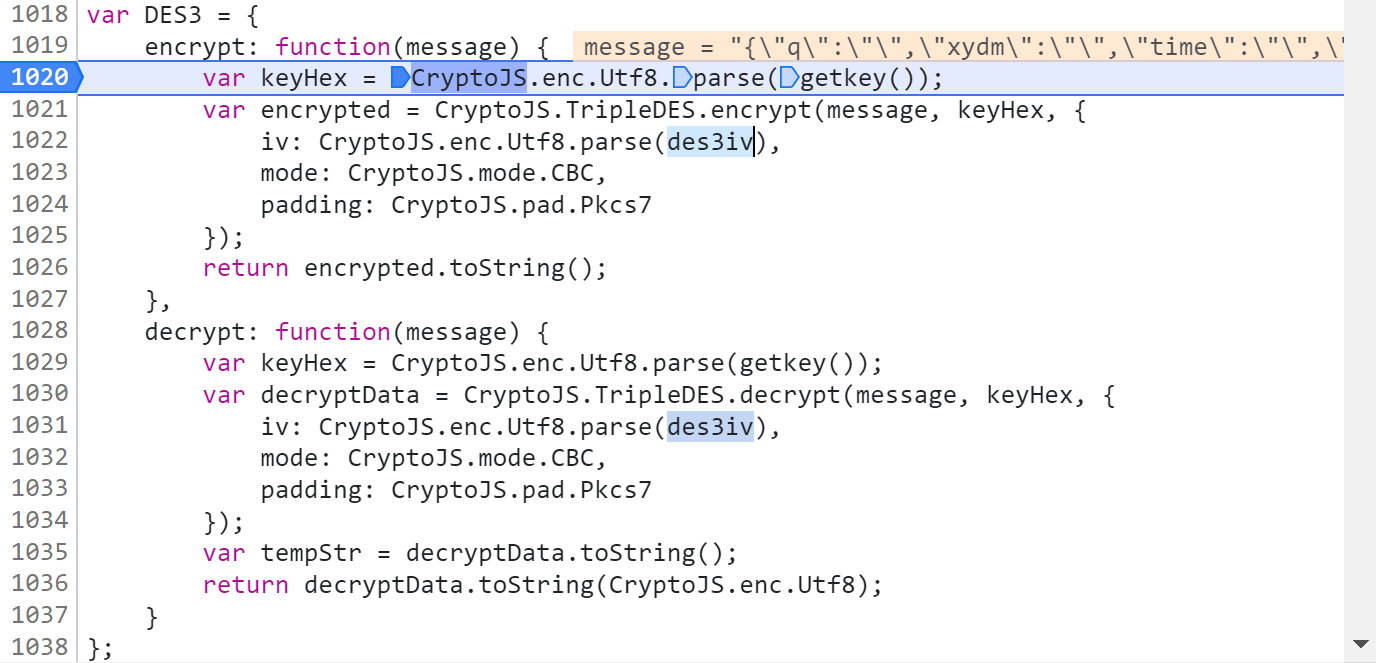 1018 var DES3 = {
1019     encrypt: function(message) {  message = "{\"q\":\"\",\"xydm\":\"\",\"time\":\"\",\"
1020         var keyHex = CryptoJS.enc.Utf8.parse(getkey());
1021         var encrypted = CryptoJS.TripleDES.encrypt(message, keyHex, {
1022             iv: CryptoJS.enc.Utf8.parse(des3iv),
1023             mode: CryptoJS.mode.CBC,
1024             padding: CryptoJS.pad.Pkcs7
1025         });
1026         return encrypted.toString();
1027     },
1028     decrypt: function(message) {
1029         var keyHex = CryptoJS.enc.Utf8.parse(getkey());
1030         var decryptData = CryptoJS.TripleDES.decrypt(message, keyHex, {
1031             iv: CryptoJS.enc.Utf8.parse(des3iv),
1032             mode: CryptoJS.mode.CBC,
1033             padding: CryptoJS.pad.Pkcs7
1034         });
1035         var tempStr = decryptData.toString();
1036         return decryptData.toString(CryptoJS.enc.Utf8);
1037     }
1038 };